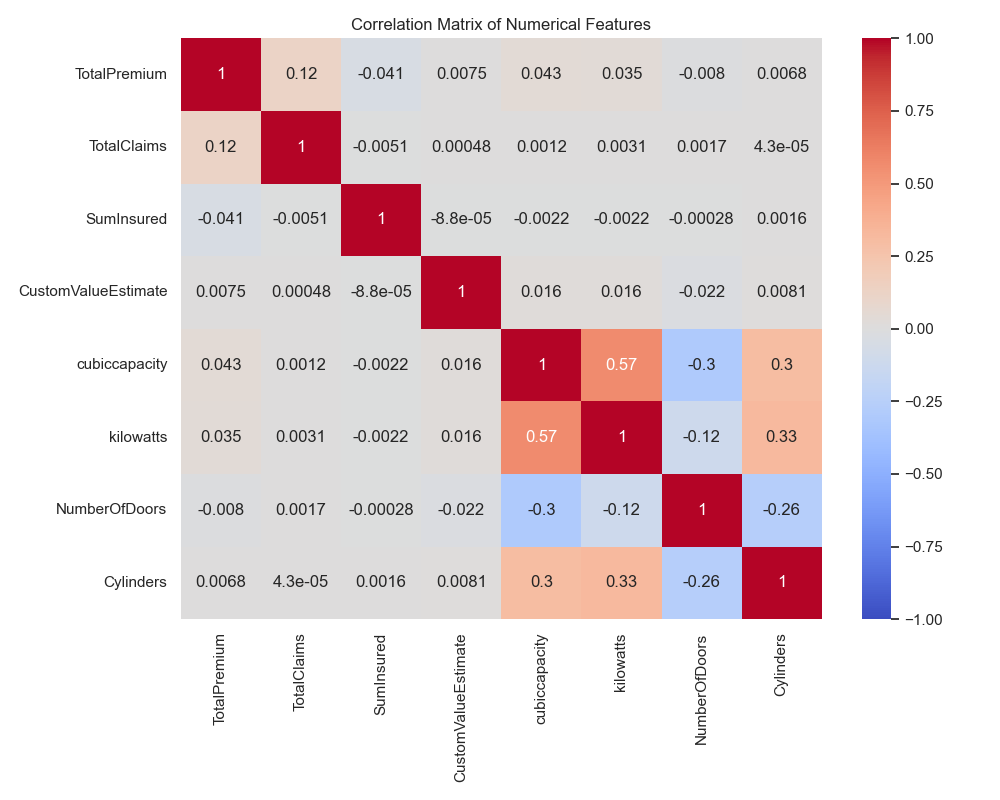 Correlation Matrix of Numerical Features
TotalPremium 1 0.12 -0.041 0.0075 0.043 0.035 -0.008 0.0068
TotalClaims 0.12 1 -0.0051 0.00048 0.0012 0.0031 0.0017 4.3e-05
SumInsured -0.041 -0.0051 1 -8.8e-05 -0.0022 -0.0022 -0.00028 0.0016
CustomValueEstimate 0.0075 0.00048 -8.8e-05 1 0.016 0.016 -0.022 0.0081
cubiccapacity 0.043 0.0012 -0.0022 0.016 1 0.57 -0.3 0.3
kilowatts 0.035 0.0031 -0.0022 0.016 0.57 1 -0.12 0.33
NumberOfDoors -0.008 0.0017 -0.00028 -0.022 -0.3 -0.12 1 -0.26
Cylinders 0.0068 4.3e-05 0.0016 0.0081 0.3 0.33 -0.26 1
TotalPremium
TotalClaims
SumInsured
CustomValueEstimate
cubiccapacity
kilowatts
NumberOfDoors
Cylinders
1.00
0.75
0.50
0.25
0.00
−0.25
−0.50
−0.75
−1.00